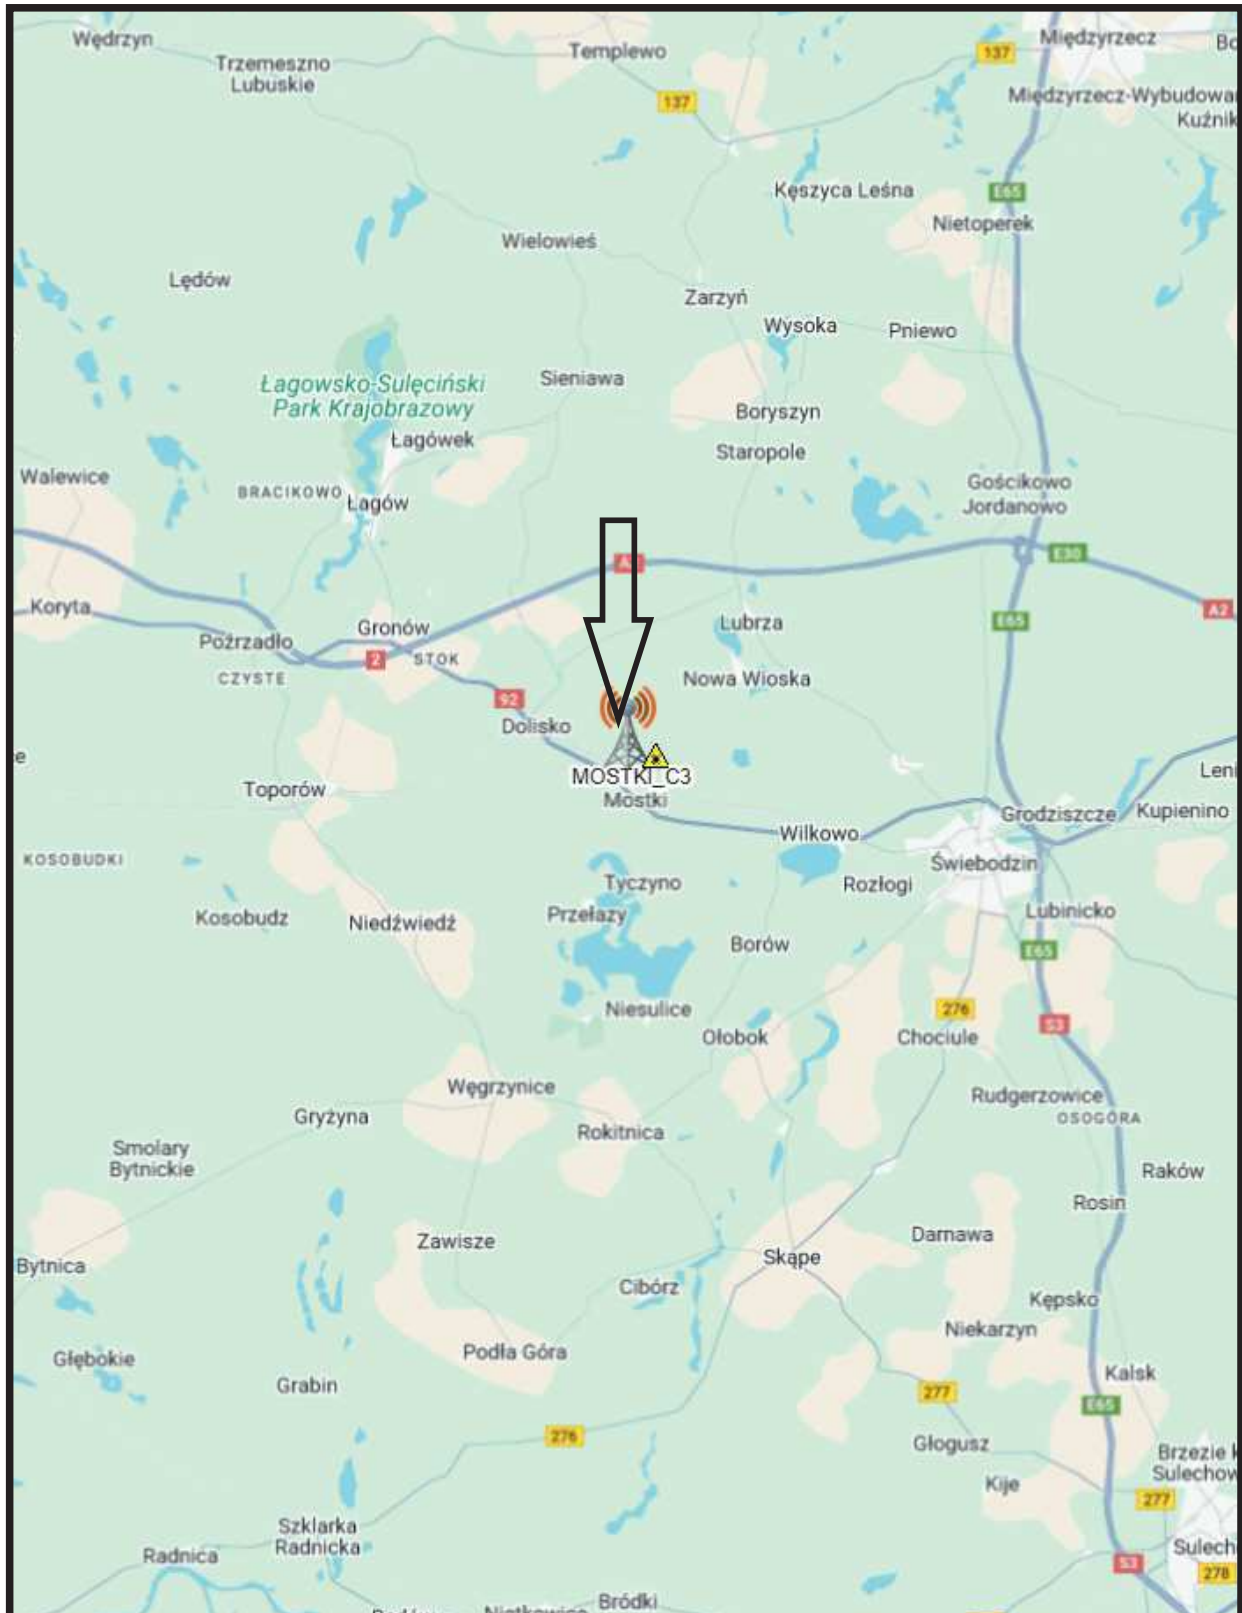 Wędrzyn
Templewo
Międzyrzecz
137
Trzemeszno
Lubuskie
137
Międzyrzecz-Wybudowa
Kuźnik
Kęszyca Leśna
E65
Nietoperek
Wielowieś
Lędów
Zarzyń
Wysoka
Pniewo
Łagowsko-Sulęciński
Park Krajobrazowy
Sieniawa
Boryszyn
Łagówek
Staropole
Walewice
BRACIKOWO
Łagów
Gościkowo
Jordanowo
E30
A2
Koryta
E65
Lubrza
Gronów
Poźrzadło
2
STOK
CZYSTE
Nowa Wioska
92
Dolisko
MOSTKI_C3
Mostki
Leni
Toporów
Grodziszcze
Kupienino
Wilkowo
KOSOBUDKI
Świebodzin
Tyczyno
Rozłogi
Kosobudz
Niedźwiedź
Przełazy
Lubinicko
Borów
E65
Niesulice
276
S3
Ołobok
Chociule
Węgrzynice
Rudgerzowice
Gryżyna
OSOGÓRA
Rokitnica
Smolary
Bytnickie
Raków
Rosin
Zawisze
Darnawa
Skąpe
Bytnica
Cibórz
Kępsko
Niekarzyn
Podła Góra
Głębokie
Kalsk
Grabin
277
E65
276
Głogusz
Brzezie k
Sulechow
Kije
277
Szklarka
Radnicka
Radnica
Sulech
S3
278
Bródki